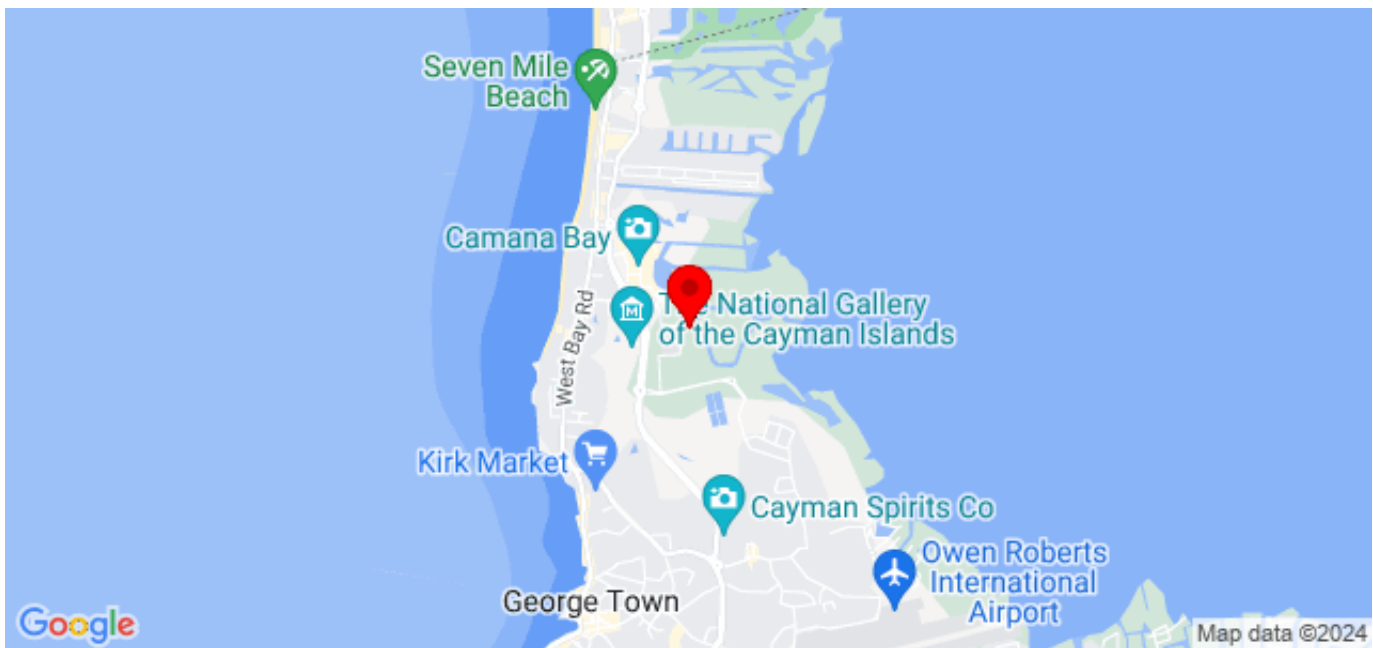 Seven Mile
Beach
Camana Bay
The National Gallery
of the Cayman Islands
West Bay Rd
Kirk Market
Cayman Spirits Co
Owen Roberts
International
Airport
George Town
Google
Map data ©2024